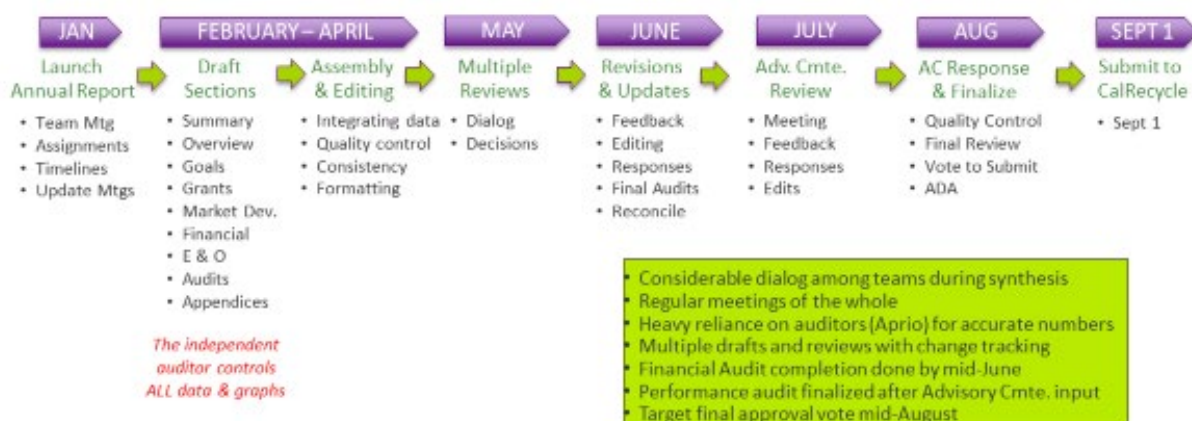 JAN
FEBRUARY – APRIL
MAY
JUNE
JULY
AUG
SEPT 1
Launch
Annual Report
• Team Mtg
• Assignments
• Timelines
• Update Mtgs
Draft
Sections
• Summary
• Overview
• Goals
• Grants
• Market Dev.
• Financial
• E & O
• Audits
• Appendices
The independent
auditor controls
ALL data & graphs
Assembly
& Editing
• Integrating data
• Quality control
• Consistency
• Formatting
Multiple
Reviews
• Dialog
• Decisions
Revisions
& Updates
• Feedback
• Editing
• Responses
• Final Audits
• Reconcile
Adv. Cmte.
Review
• Meeting
• Feedback
• Responses
• Edits
AC Response
& Finalize
• Quality Control
• Final Review
• Vote to Submit
• ADA
Submit to
CalRecycle
• Sept 1
• Considerable dialog among teams during synthesis
• Regular meetings of the whole
• Heavy reliance on auditors (Aprio) for accurate numbers
• Multiple drafts and reviews with change tracking
• Financial Audit completion done by mid-June
• Performance audit finalized after Advisory Cmte. input
• Target final approval vote mid-August